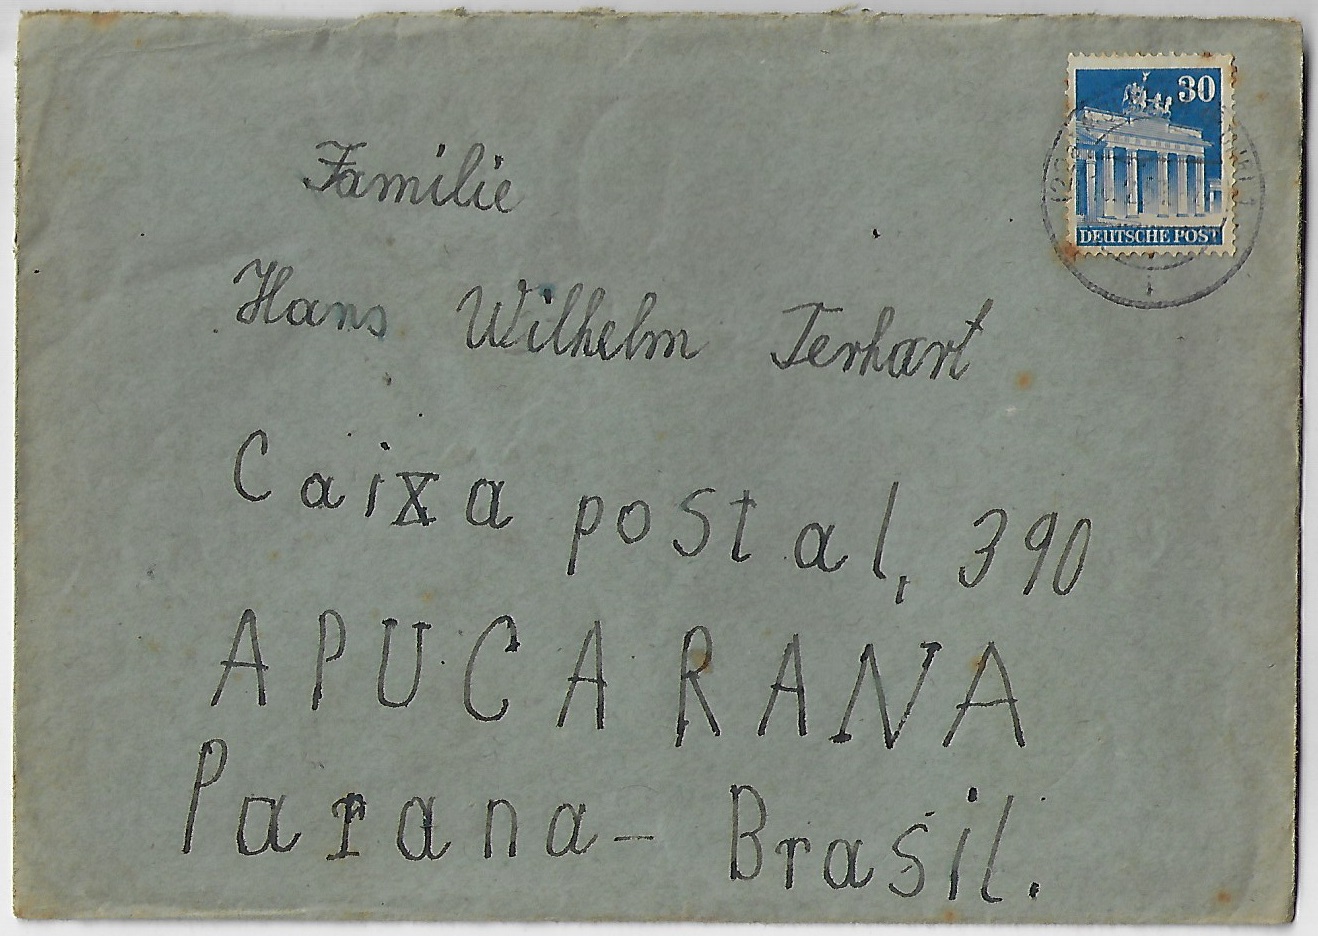 30
DEUTSCHE POST
Familie
Hans Wilhelm Terhart
Caixa postal, 390
APUCARANA
Parana - Brasil.